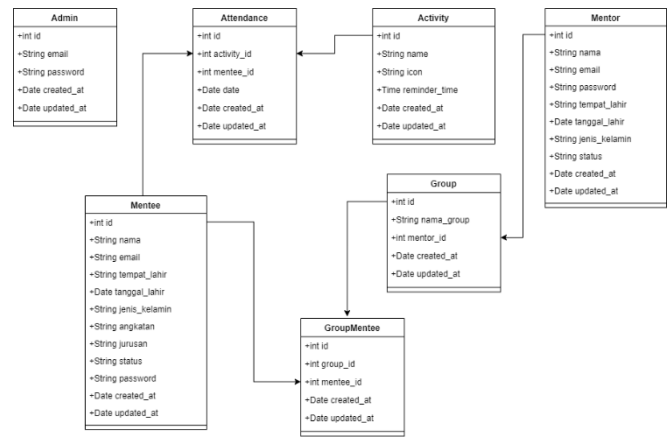 Admin
+int id
+String email
+String password
+Date created_at
+Date updated_at
Attendance
+int id
+int activity_id
+int mentee_id
+Date date
+Date created_at
+Date updated_at
Activity
+int id
+String name
+String icon
+Time reminder_time
+Date created_at
+Date updated_at
Mentor
+int id
+String nama
+String email
+String password
+String tempat_lahir
+Date tanggal_lahir
+String jenis_kelamin
+String status
+Date created_at
+Date updated_at
Mentee
+int id
+String nama
+String email
+String tempat_lahir
+Date tanggal_lahir
+String jenis_kelamin
+String angkatan
+String jurusan
+String status
+String password
+Date created_at
+Date updated_at
Group
+int id
+String nama_group
+int mentor_id
+Date created_at
+Date updated_at
GroupMentee
+int id
+int group_id
+int mentee_id
+Date created_at
+Date updated_at